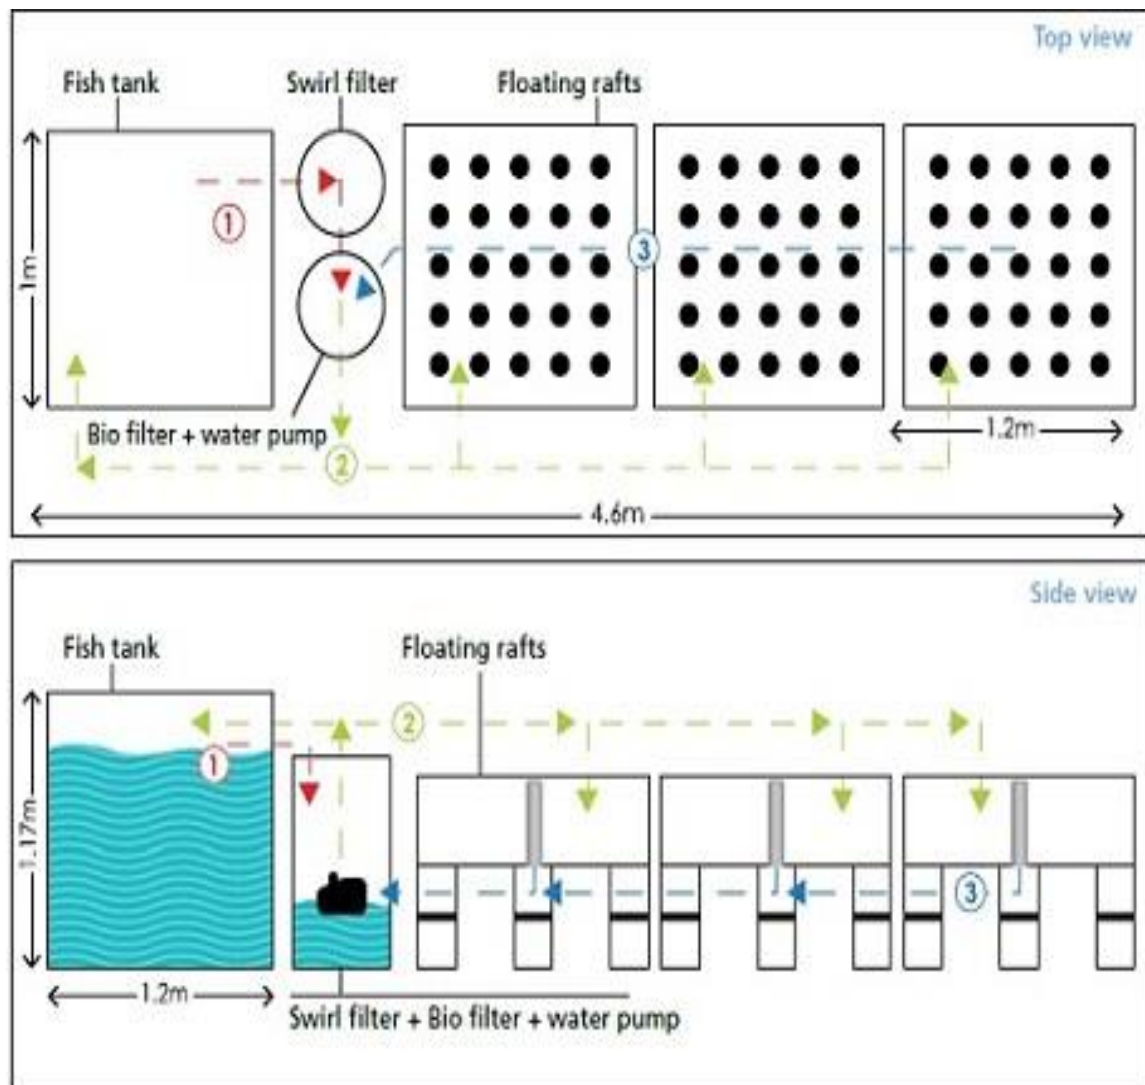 Top view
Fish tank
Swirl filter
Floating rafts
1
3
1m
Bio filter + water pump
2
1.2m
4.6m
Side view
Fish tank
Floating rafts
2
1
1.17m
3
1.2m
Swirl filter + Bio filter + water pump